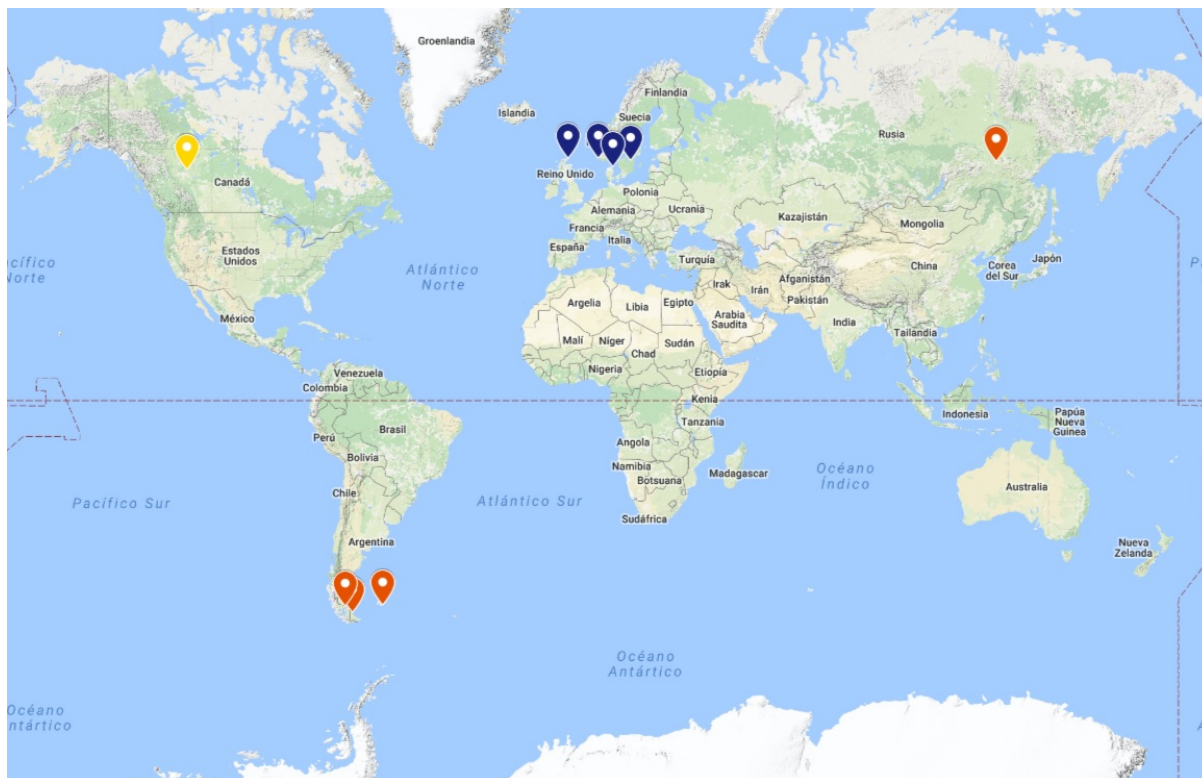 Groenlandia
Islandia
Finlandia
Suecia
Rusia
Canadá
Reino Unido
Polonia
Alemania
Ucrania
Francia
Kazajistán
Mongolia
España
Italia
Estados
Unidos
Turquía
China
Corea
del Sur
Japón
acífico
Norte
Atlántico
Norte
Irak
Irán
Afganistán
Pakistán
Argelia
Libia
Egipto
Arabia
Saudita
México
India
Tailandia
Malí
Níger
Chad
Sudán
Nigeria
Etiopía
Venezuela
Colombia
Kenia
Indonesia
Papúa
Nueva
Guinea
Tanzania
Brasil
Perú
Angola
Bolivia
Namibia
Botsuana
Madagascar
Océano
Índico
Australia
Chile
Pacífico Sur
Atlántico Sur
Sudáfrica
Argentina
Nueva
Zelanda
Océano
Antártico
Océano
ntártico